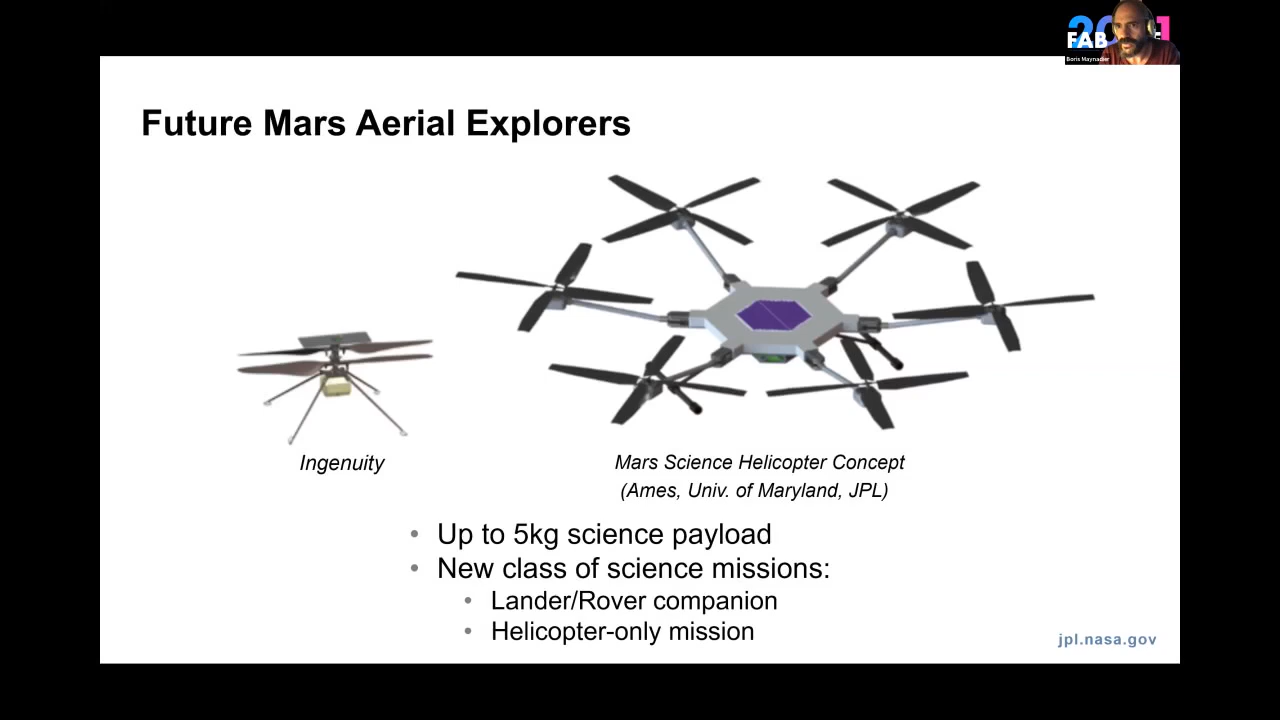 FAB
Boris Maynadier
Future Mars Aerial Explorers
Ingenuity
Mars Science Helicopter Concept
(Ames, Univ. of Maryland, JPL)
• Up to 5kg science payload
• New class of science missions:
• Lander/Rover companion
• Helicopter-only mission
jpl.nasa.gov